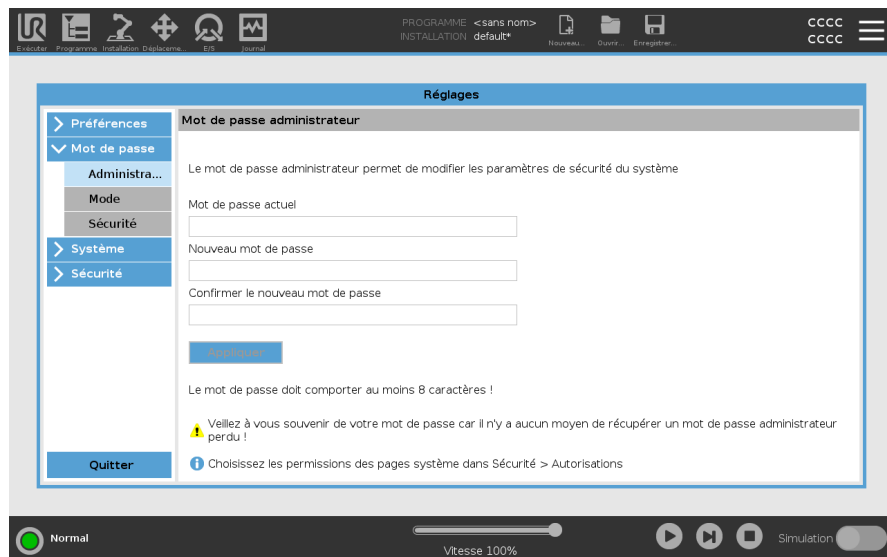 PROGRAMME <sans nom>
INSTALLATION default*
cccc
cccc
Exécuter Programme Installation Déplaceme... E/S Journal Nouveau... Ouvrir... Enregistrer...
Réglages
Préférences
Mot de passe
Administra...
Mode
Sécurité
Système
Sécurité
Quitter
Mot de passe administrateur
Le mot de passe administrateur permet de modifier les paramètres de sécurité du système
Mot de passe actuel
Nouveau mot de passe
Confirmer le nouveau mot de passe
Appliquer
Le mot de passe doit comporter au moins 8 caractères !
Veillez à vous souvenir de votre mot de passe car il n'y a aucun moyen de récupérer un mot de passe administrateur
perdu !
Choisissez les permissions des pages système dans Sécurité > Autorisations
Normal
Vitesse 100%
Simulation